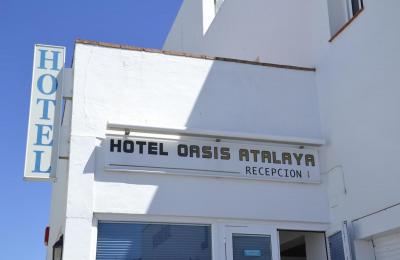 HOTEL
HOTEL OASIS ATALAYA
RECEPCION I